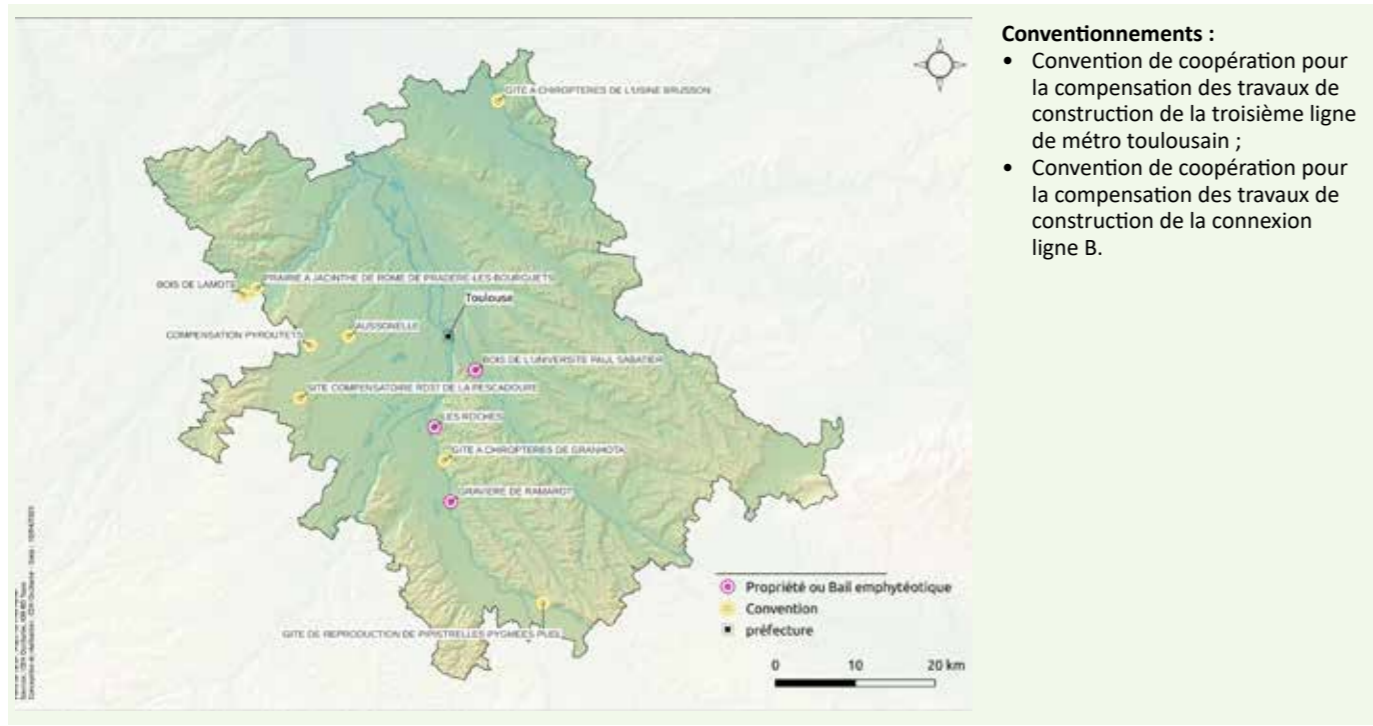 Conventionnements :
• Convention de coopération pour
la compensation des travaux de
construction de la troisième ligne
de métro toulousain ;
• Convention de coopération pour
la compensation des travaux de
construction de la connexion
ligne B.
GITE A CHIROPTERES DE L'USINE BRUSSON
BOIS DE LAMOTE
PRAIRIE A JACINTHE DE ROME DE PRADERE-LES-BOURGUETS
Toulouse
COMPENSATION PYROUTETS
AUSSONELLE
BOIS DE L'UNIVERSITE PAUL SABATIER
SITE COMPENSATOIRE RD37 DE LA PESCADOURE
LES ROCHES
GITE A CHIROPTERES DE GRANHOTA
GRAVIERE DE RAMAROT
GITE DE REPRODUCTION DE PIPISTRELLES PYGMEES
Propriété ou Bail emphytéotique
Convention
préfecture
0 10 20 km